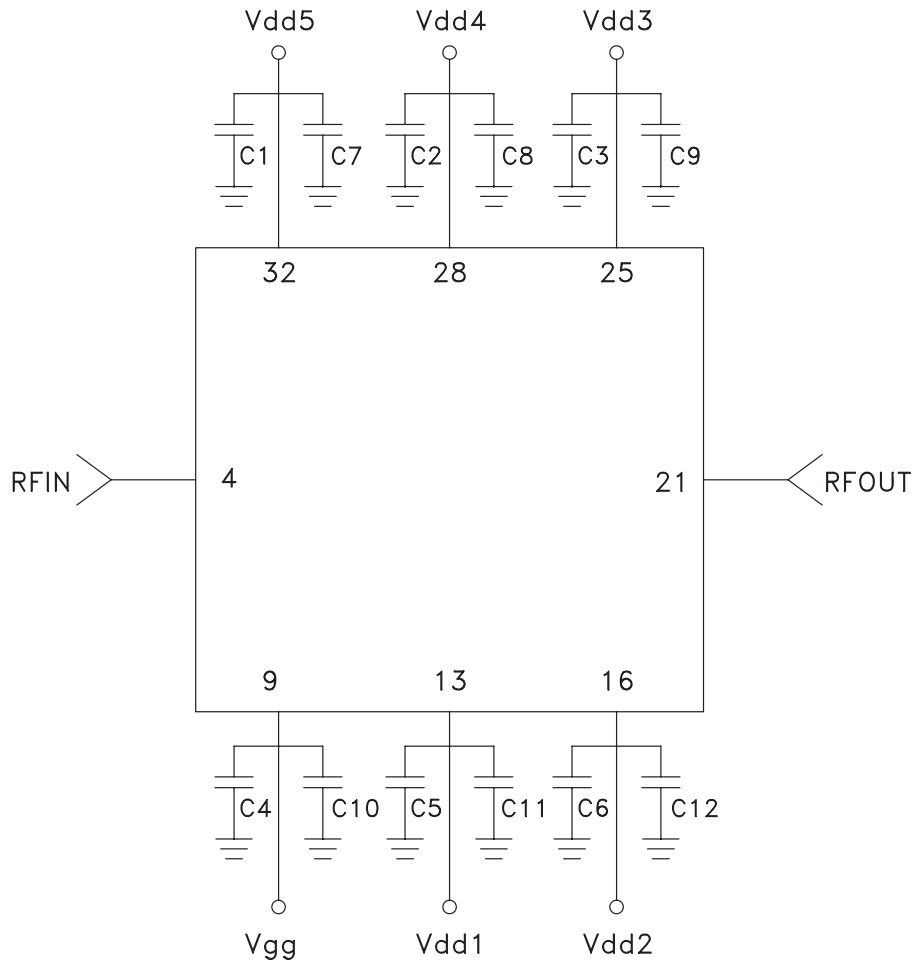 Vdd5 Vdd4 Vdd3
C1 C7 C2 C8 C3 C9
32 28 25
RFIN 4 21 RFOUT
9 13 16
C4 C10 C5 C11 C6 C12
Vgg Vdd1 Vdd2